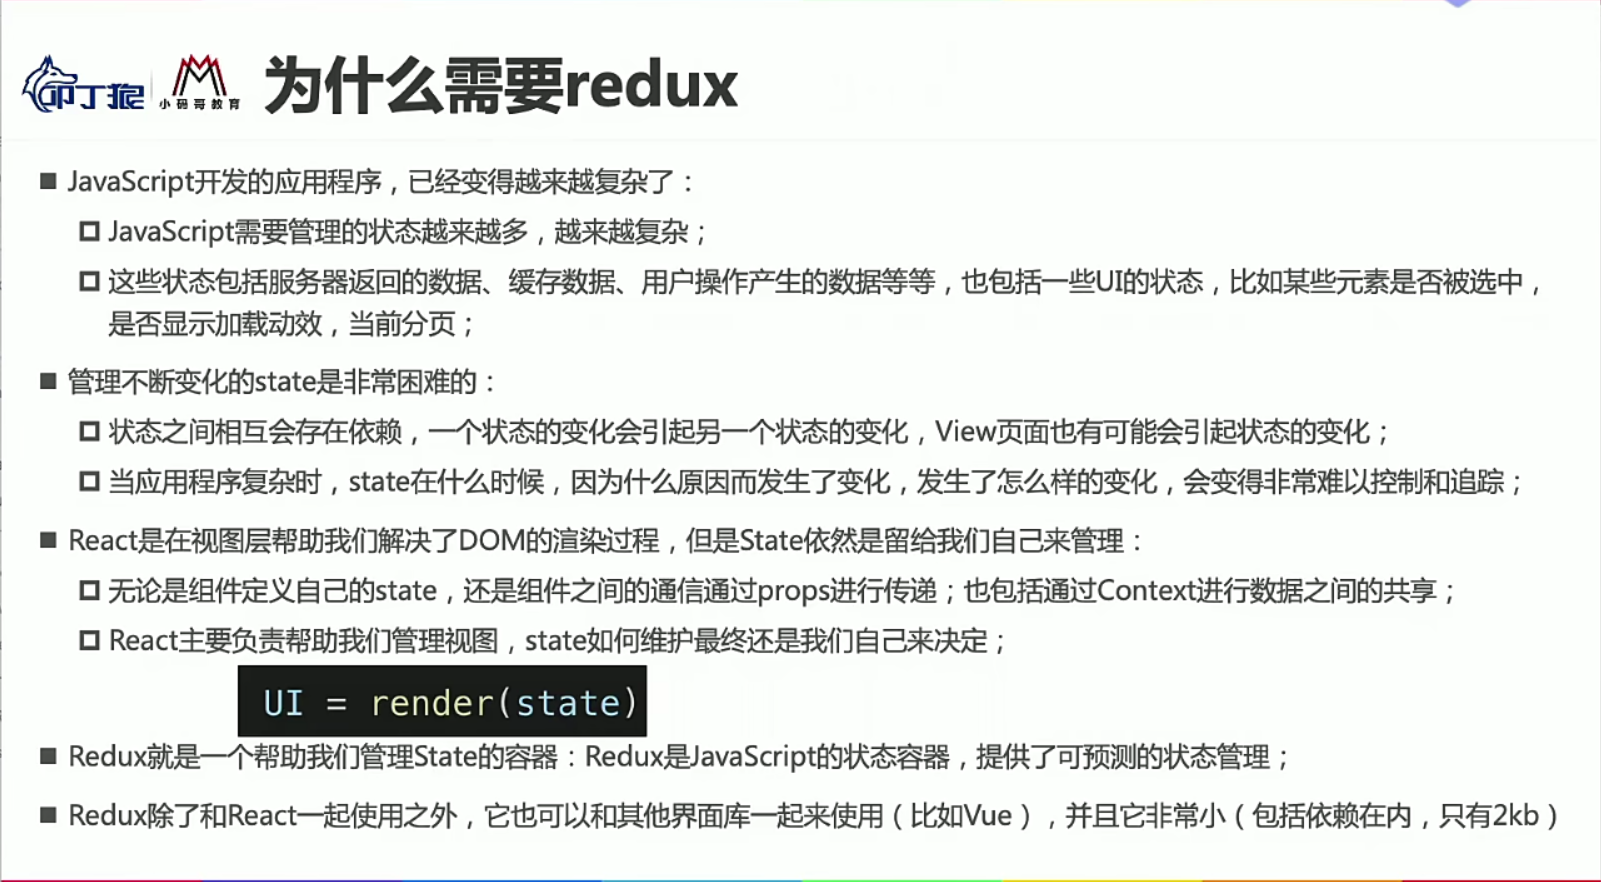 叩丁狼
小码哥教育
为什么需要redux
JavaScript开发的应用程序，已经变得越来越复杂了：
JavaScript需要管理的状态越来越多，越来越复杂；
这些状态包括服务器返回的数据、缓存数据、用户操作产生的数据等等，也包括一些UI的状态，比如某些元素是否被选中，
是否显示加载动效，当前分页；
管理不断变化的state是非常困难的：
状态之间相互会存在依赖，一个状态的变化会引起另一个状态的变化，View页面也有可能会引起状态的变化；
当应用程序复杂时，state在什么时候，因为什么原因而发生了变化，发生了怎么样的变化，会变得非常难以控制和追踪；
React是在视图层帮助我们解决了DOM的渲染过程，但是State依然是留给我们自己来管理：
无论是组件定义自己的state，还是组件之间的通信通过props进行传递；也包括通过Context进行数据之间的共享；
React主要负责帮助我们管理视图，state如何维护最终还是我们自己来决定；
UI = render(state)
Redux就是一个帮助我们管理State的容器：Redux是JavaScript的状态容器，提供了可预测的状态管理；
Redux除了和React一起使用之外，它也可以和其他界面库一起来使用（比如Vue），并且它非常小（包括依赖在内，只有2kb）